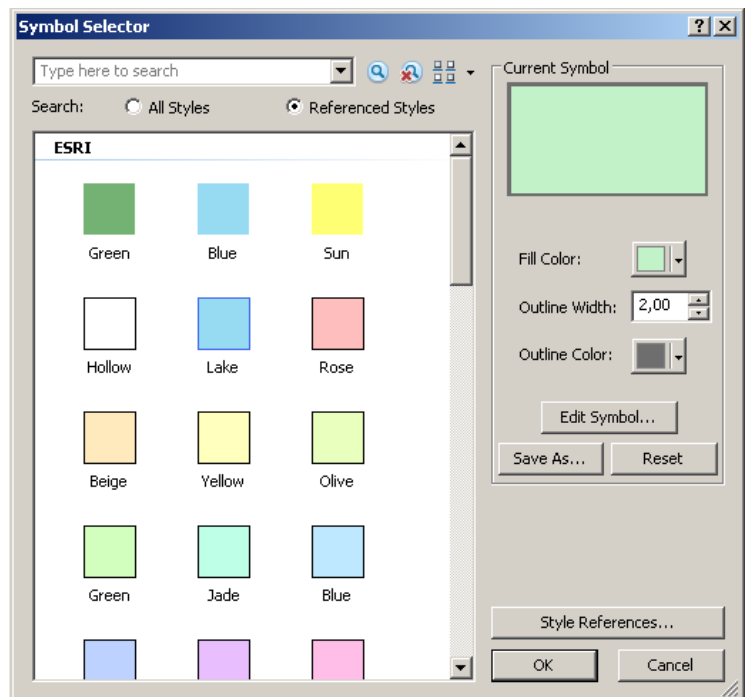 Symbol Selector
Type here to search
Search: All Styles Referenced Styles
ESRI
Green Blue Sun
Hollow Lake Rose
Beige Yellow Olive
Green Jade Blue
Current Symbol
Fill Color:
Outline Width: 2,00
Outline Color:
Edit Symbol...
Save As... Reset
Style References...
OK Cancel